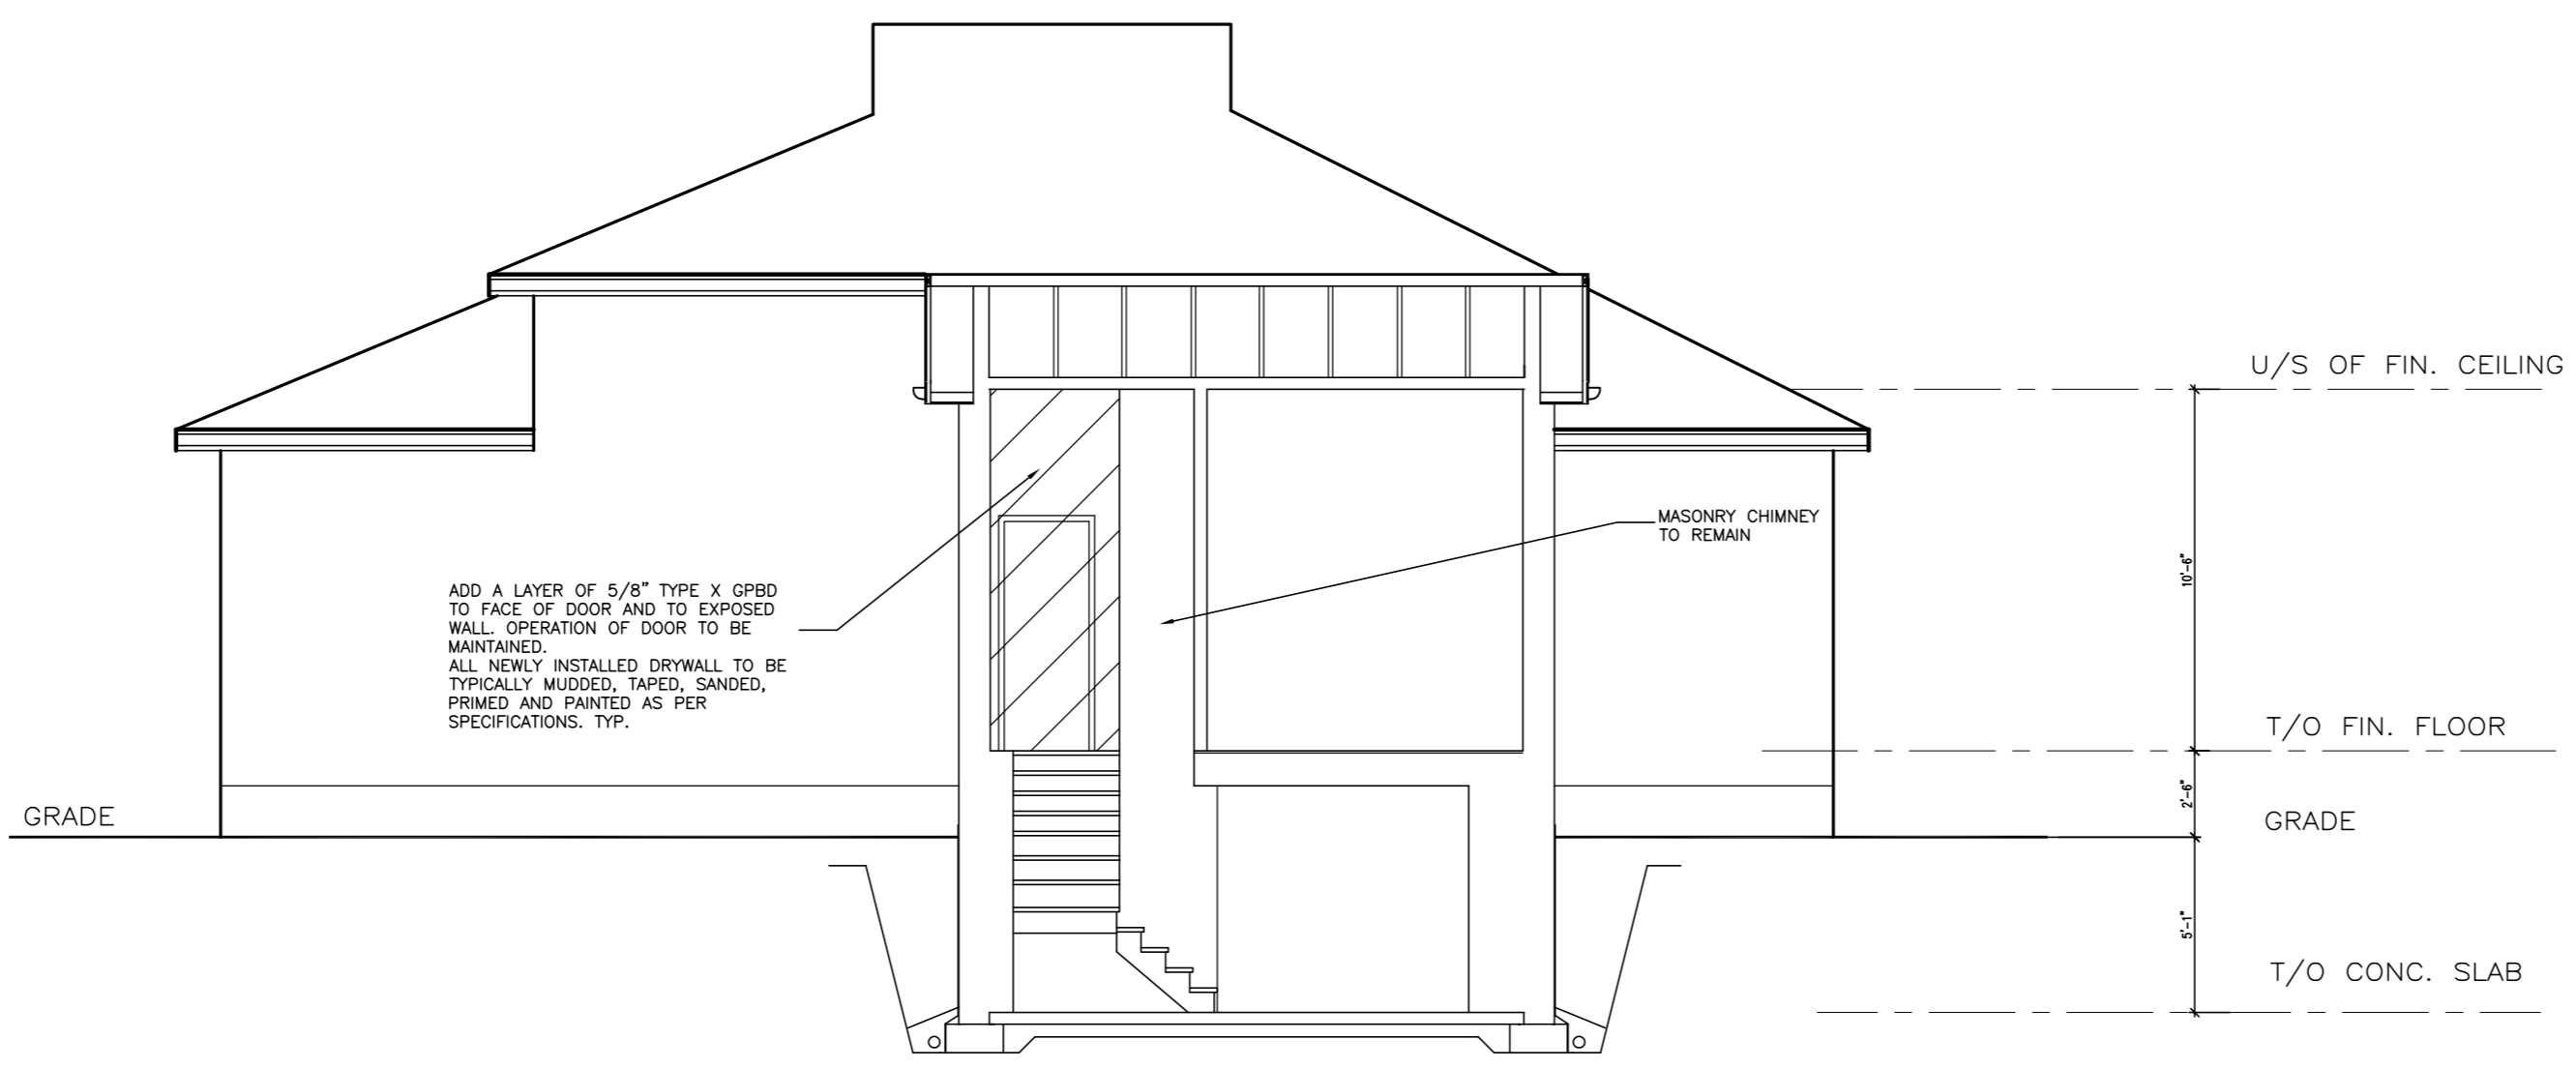 U/S OF FIN. CEILING
MASONRY CHIMNEY
TO REMAIN
10'-6"
ADD A LAYER OF 5/8" TYPE X GPBD
TO FACE OF DOOR AND TO EXPOSED
WALL. OPERATION OF DOOR TO BE
MAINTAINED.
ALL NEWLY INSTALLED DRYWALL TO BE
TYPICALLY MUDDED, TAPED, SANDED,
PRIMED AND PAINTED AS PER
SPECIFICATIONS. TYP.
T/O FIN. FLOOR
2'-6"
GRADE
GRADE
5'-1"
T/O CONC. SLAB